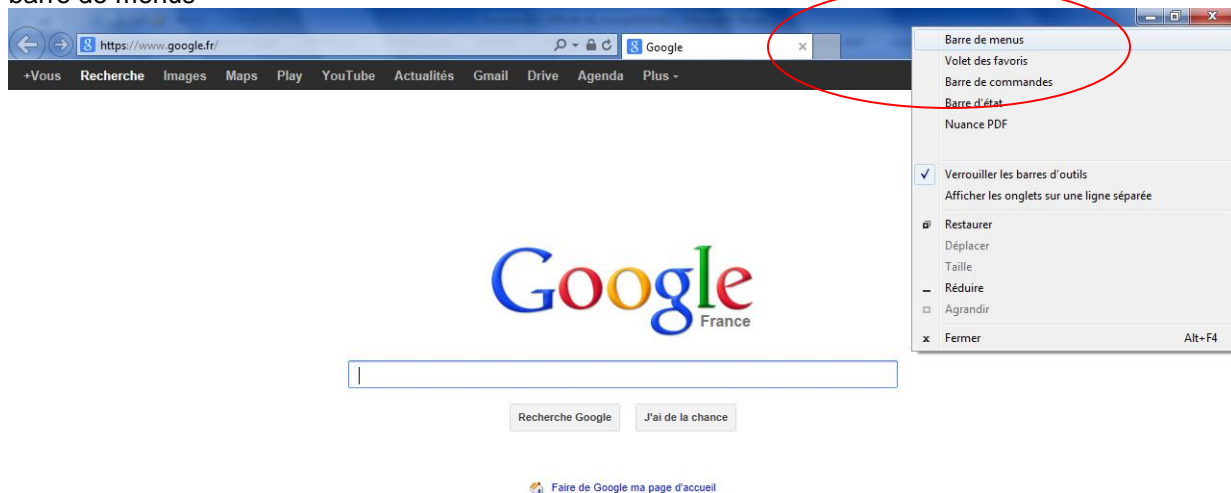 barre de menus
https://www.google.fr/
Google
+Vous Recherche Images Maps Play YouTube Actualités Gmail Drive Agenda Plus
Barre de menus
Volet des favoris
Barre de commandes
Barre d'état
Nuance PDF
Verrouiller les barres d'outils
Afficher les onglets sur une ligne séparée
Restaurer
Déplacer
Taille
Réduire
Agrandir
Fermer Alt+F4
Google
France
Recherche Google J'ai de la chance
Faire de Google ma page d'accueil